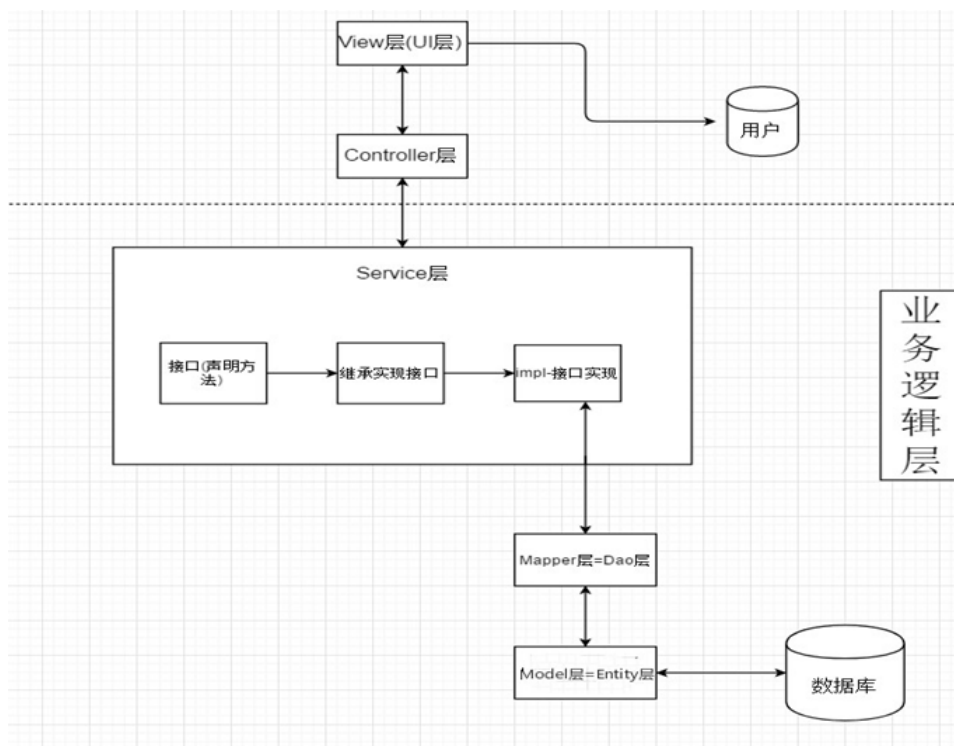 View层(UI层)
用户
Controller层
Service层
接口(声明方
法)
继承实现接口
impl-接口实现
业
务
逻
辑
层
Mapper层=Dao层
Model层=Entity层
数据库